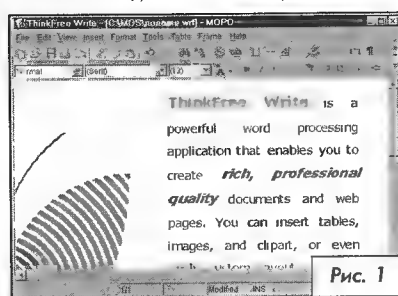 ThinkFree Write - [C:\MOS\ wrt] - MOPO
File Edit View Insert Format Tools Table Frame Help
rmal (Serif) (12)
ThinkFree Write is a
powerful word processing
application that enables you to
create rich, professional
quality documents and web
pages. You can insert tables,
images, and clipart, or even
Modified INS
Рис. 1